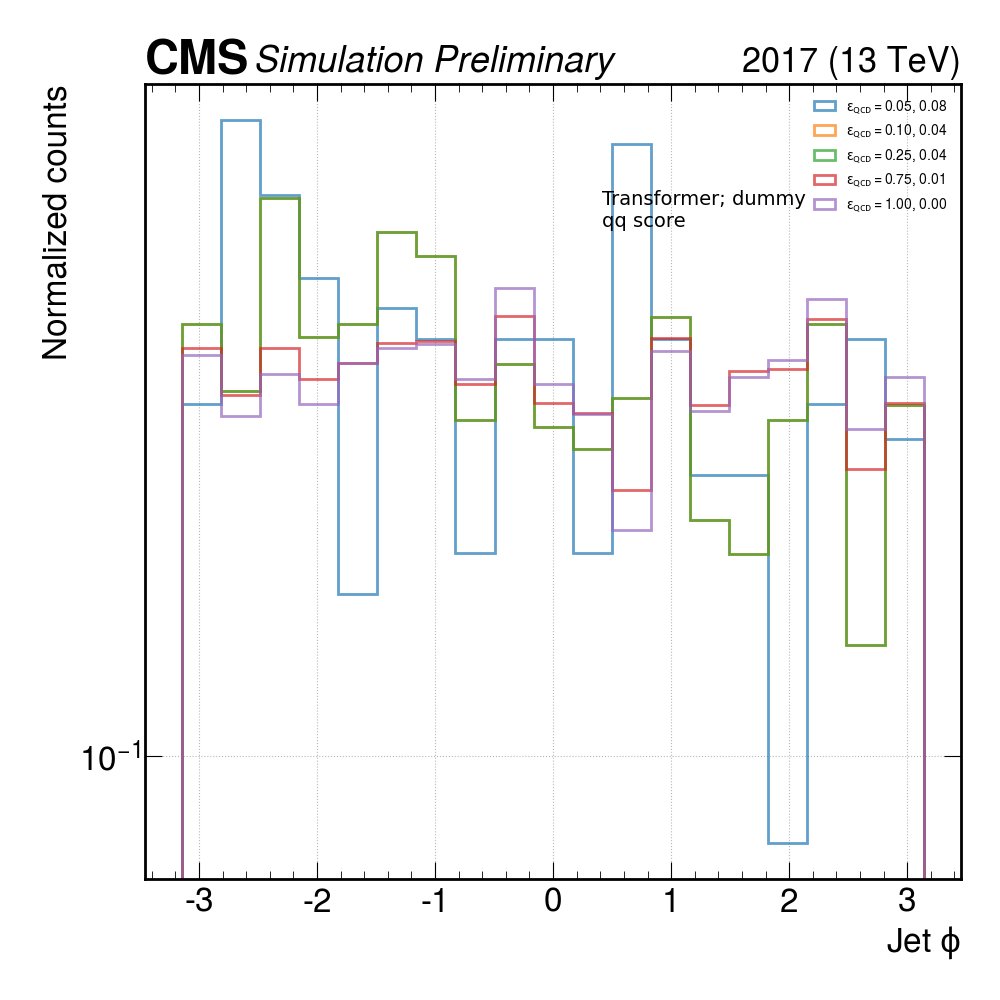 CMS Simulation Preliminary 2017 (13 TeV)
Normalized counts
ε_QCD = 0.05, 0.08
ε_QCD = 0.10, 0.04
ε_QCD = 0.25, 0.04
ε_QCD = 0.75, 0.01
ε_QCD = 1.00, 0.00
Transformer; dummy
qq score
10⁻¹
-3 -2 -1 0 1 2 3
Jet ϕ